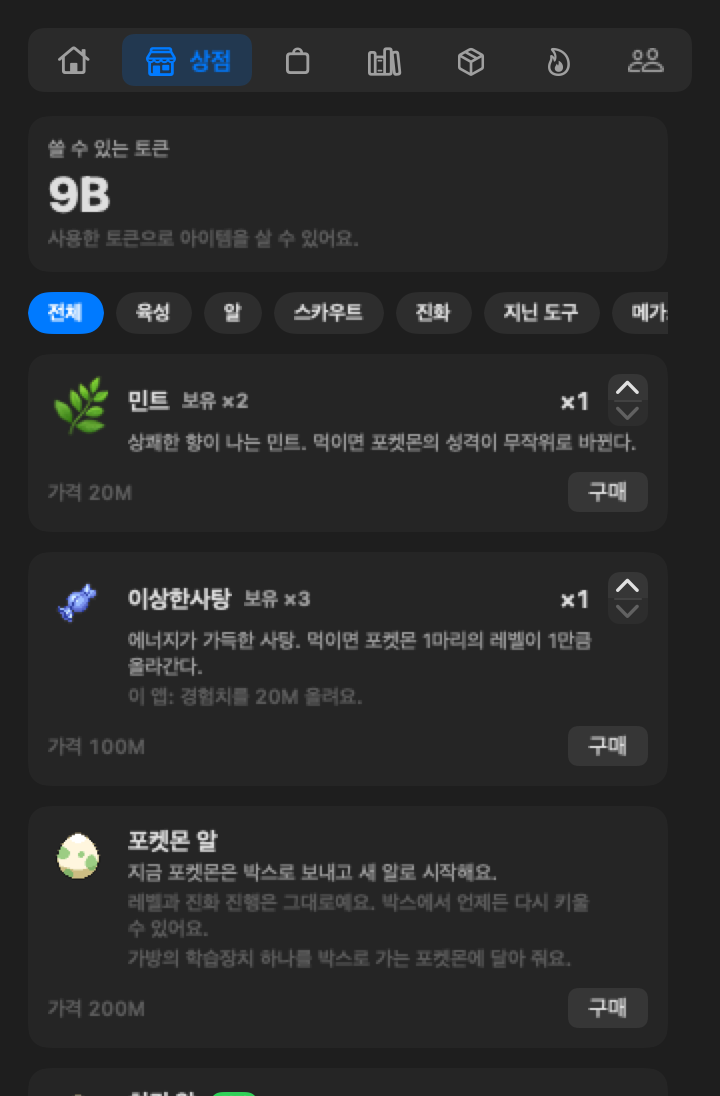 상점
쓸 수 있는 토큰
9B
사용한 토큰으로 아이템을 살 수 있어요.
전체 육성 알 스카우트 진화 지닌 도구 메가
민트 보유 ×2 ×1
상쾌한 향이 나는 민트. 먹이면 포켓몬의 성격이 무작위로 바뀐다.
가격 20M 구매
이상한사탕 보유 ×3 ×1
에너지가 가득한 사탕. 먹이면 포켓몬 1마리의 레벨이 1만큼
올라간다.
이 앱: 경험치를 20M 올려요.
가격 100M 구매
포켓몬 알
지금 포켓몬은 박스로 보내고 새 알로 시작해요.
레벨과 진화 진행은 그대로예요. 박스에서 언제든 다시 키울
수 있어요.
가방의 학습장치 하나를 박스로 가는 포켓몬에 달아 줘요.
가격 200M 구매